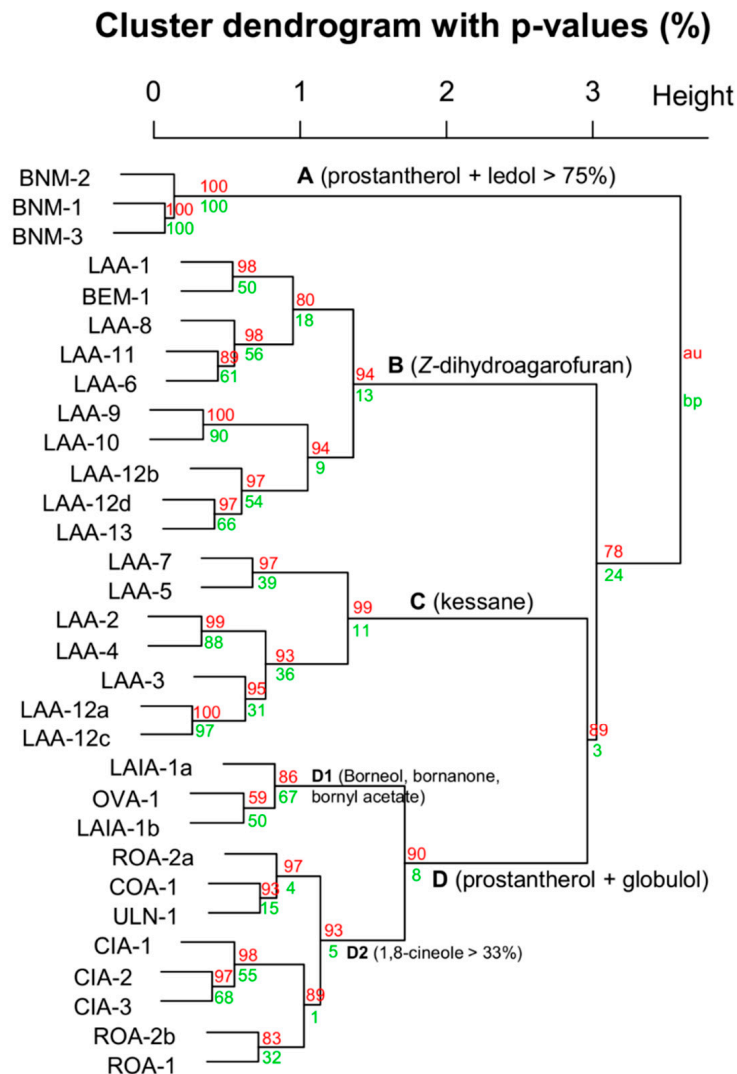 Cluster dendrogram with p-values (%)
0 1 2 3 Height
BNM-2
100
A (prostantherol + ledol > 75%)
BNM-1
100
100
BNM-3
100
LAA-1
98
BEM-1
50
80
LAA-8
18
98
LAA-11
89
56
LAA-6
61
94
B (Z-dihydroagarofuran)
13
au
bp
LAA-9
100
LAA-10
90
94
9
LAA-12b
97
LAA-12d
97
54
LAA-13
66
78
24
LAA-7
97
LAA-5
39
99
C (kessane)
11
LAA-2
99
LAA-4
88
93
36
LAA-3
95
31
LAA-12a
100
LAA-12c
97
89
3
LAIA-1a
86
D1 (Borneol, bornanone,
67
bornyl acetate)
OVA-1
59
LAIA-1b
50
90
8
D (prostantherol + globulol)
ROA-2a
97
COA-1
93
4
ULN-1
15
93
5
D2 (1,8-cineole > 33%)
CIA-1
98
CIA-2
97
55
CIA-3
68
89
1
ROA-2b
83
ROA-1
32